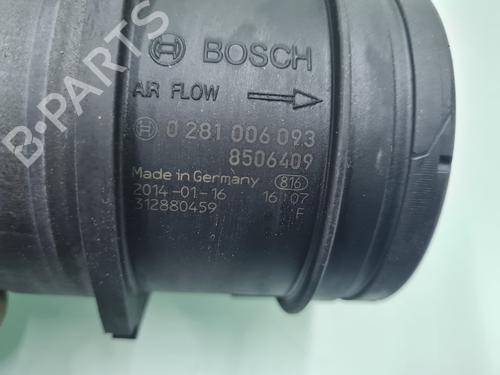 BOSCH
AIR FLOW
0 281 006 093
8506409
Made in Germany 816
2014-01-16 16:07
312880459 F
B-PARTS